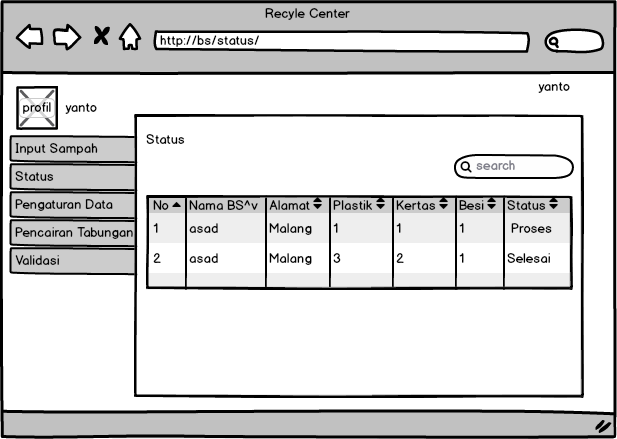 Recyle Center
http://bs/status/
yanto
profil yanto
Input Sampah
Status
Pengaturan Data
Pencairan Tabungan
Validasi
Status
search
No Nama BS^v Alamat Plastik Kertas Besi Status
1 asad Malang 1 1 1 Proses
2 asad Malang 3 2 1 Selesai